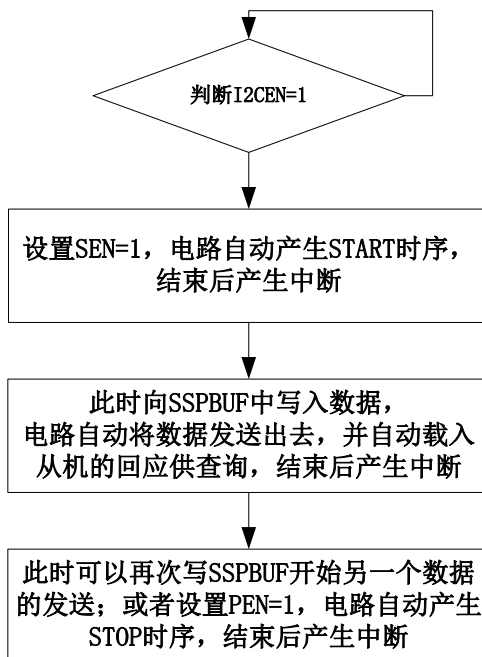 判断I2CEN=1
设置SEN=1，电路自动产生START时序，
结束后产生中断
此时向SSPBUF中写入数据，
电路自动将数据发送出去，并自动载入
从机的回应供查询，结束后产生中断
此时可以再次写SSPBUF开始另一个数据
的发送；或者设置PEN=1，电路自动产生
STOP时序，结束后产生中断